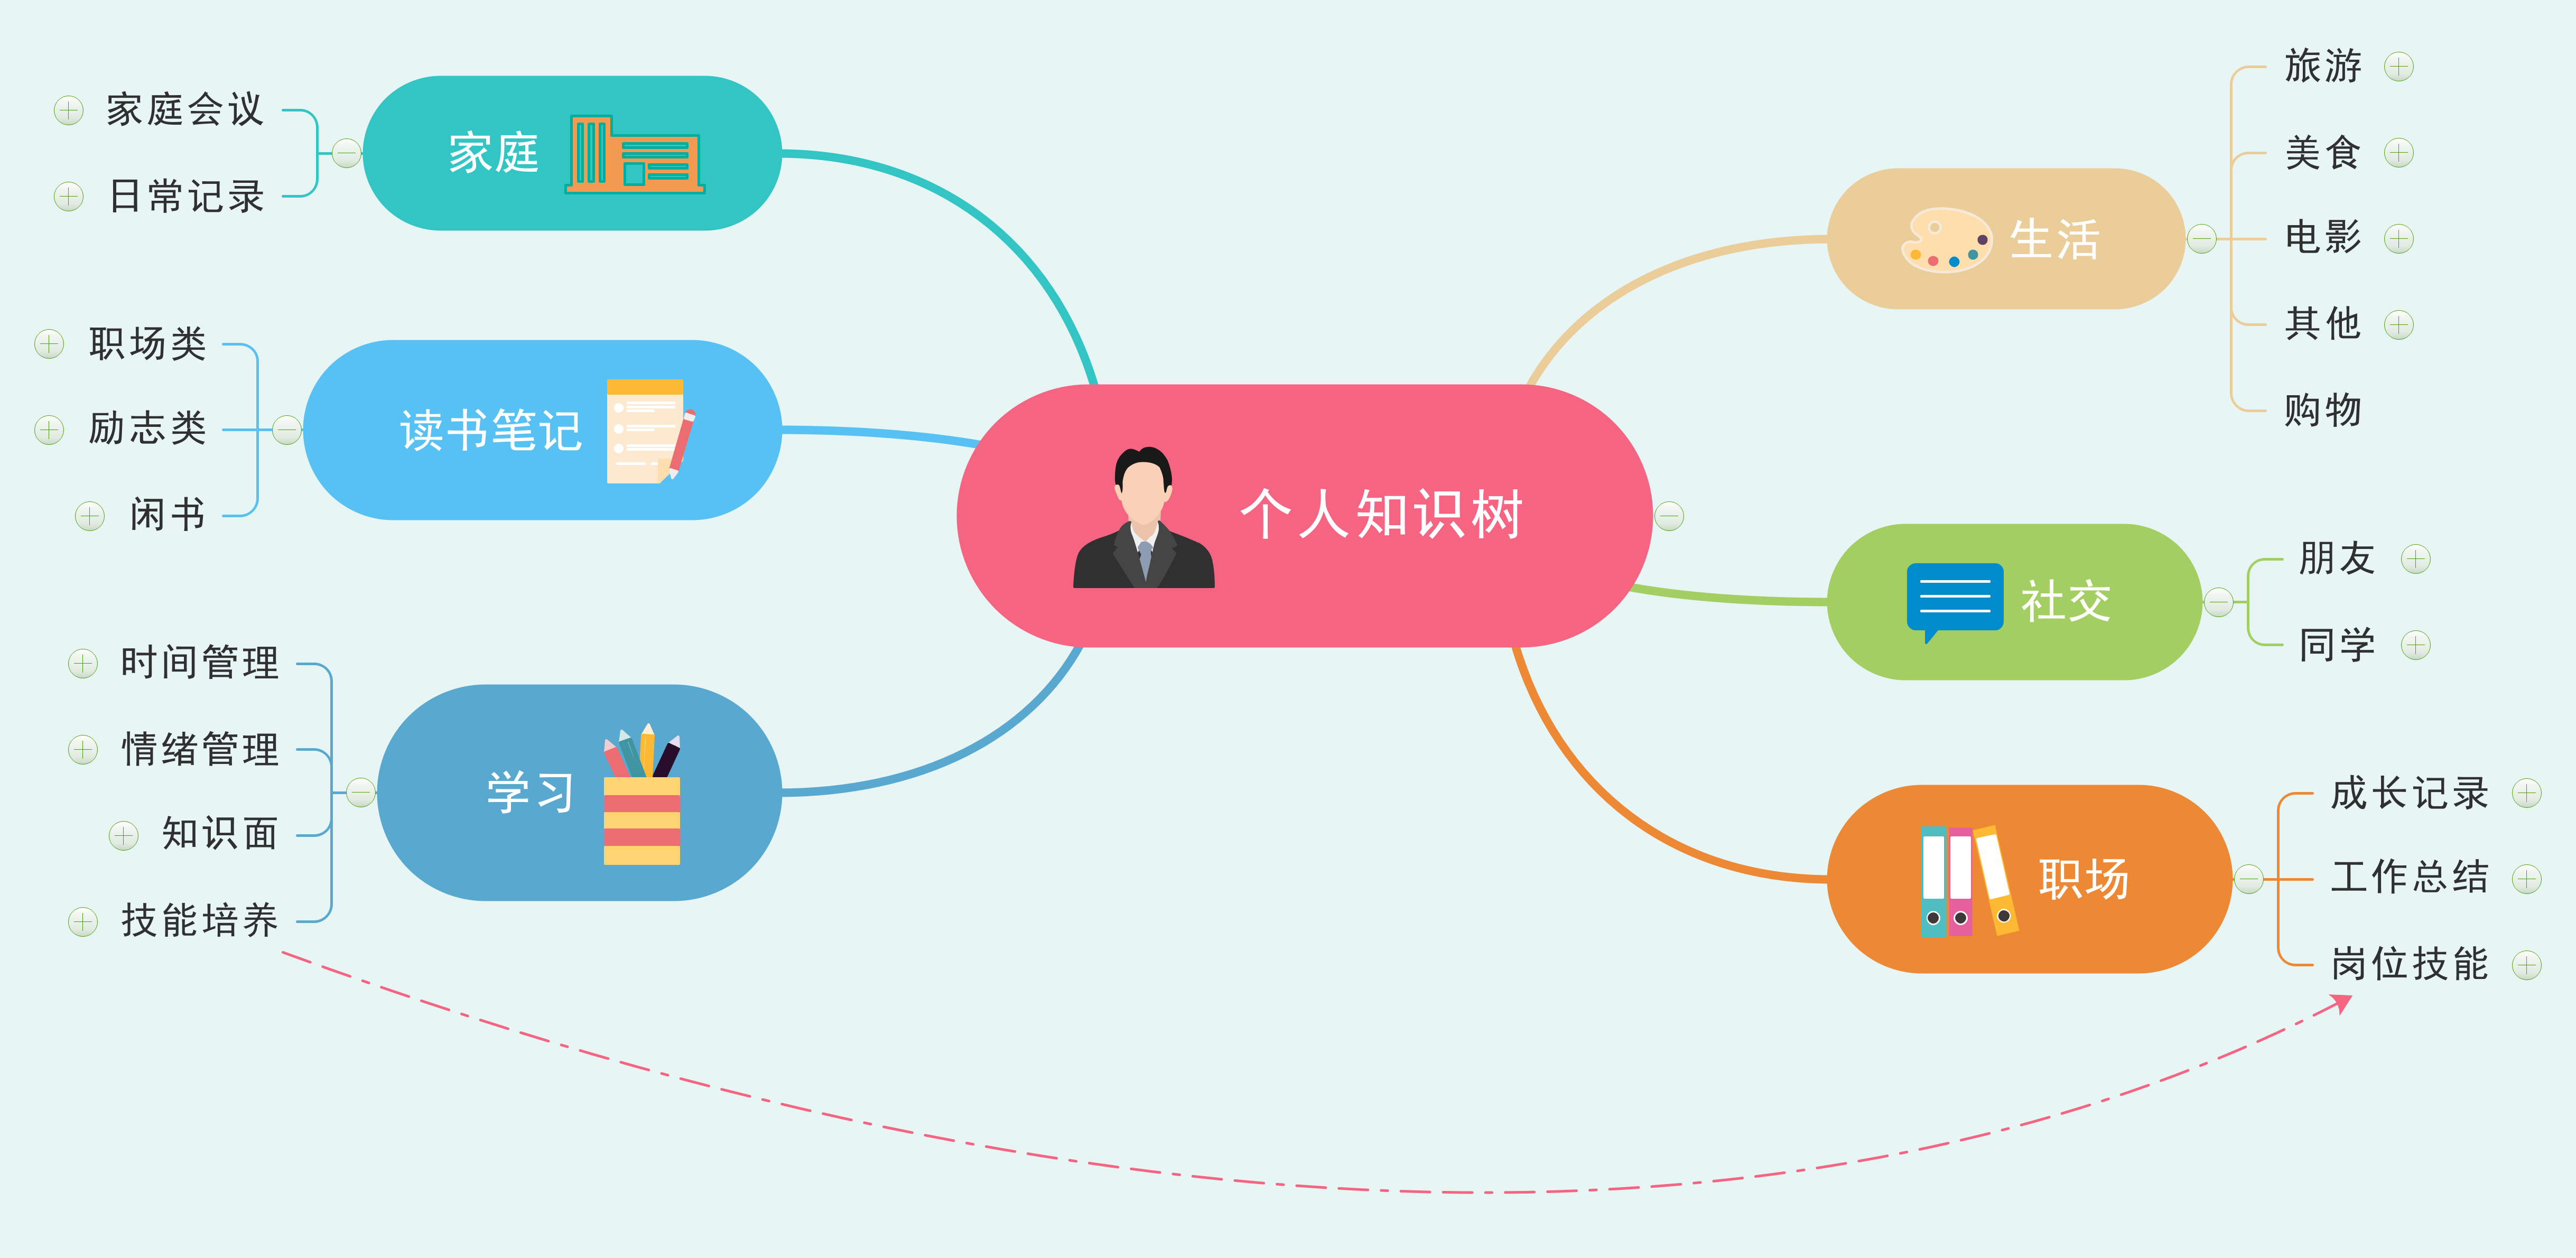 个人知识树
生活
旅游
美食
电影
其他
购物
社交
朋友
同学
职场
成长记录
工作总结
岗位技能
家庭
家庭会议
日常记录
读书笔记
职场类
励志类
闲书
学习
时间管理
情绪管理
知识面
技能培养